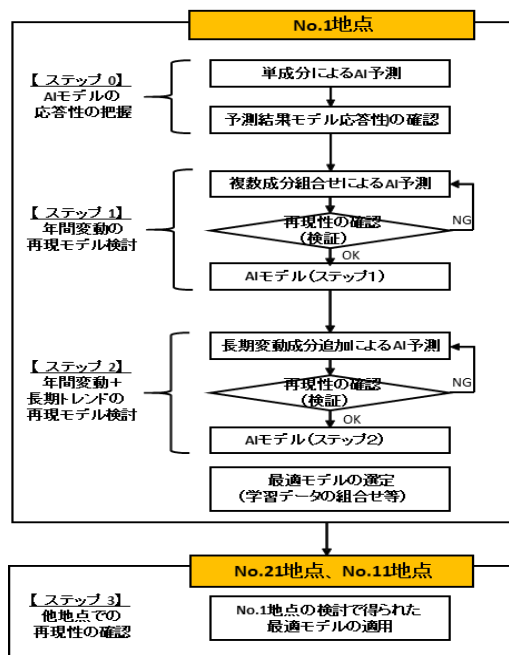 No.1地点
【 ステップ 0】
AIモデルの
応答性の把握
単成分によるAI予測
予測結果モデル応答性)の確認
【 ステップ 1】
年間変動の
再現モデル検討
複数成分組合せによるAI予測
再現性の確認
(検証)
NG
OK
AIモデル(ステップ1)
【 ステップ 2】
年間変動＋
長期トレンドの
再現モデル検討
長期変動成分追加によるAI予測
再現性の確認
(検証)
NG
OK
AIモデル(ステップ2)
最適モデルの選定
(学習データの組合せ等)
No.21地点、No.11地点
【 ステップ 3】
他地点での
再現性の確認
No.1地点の検討で得られた
最適モデルの適用